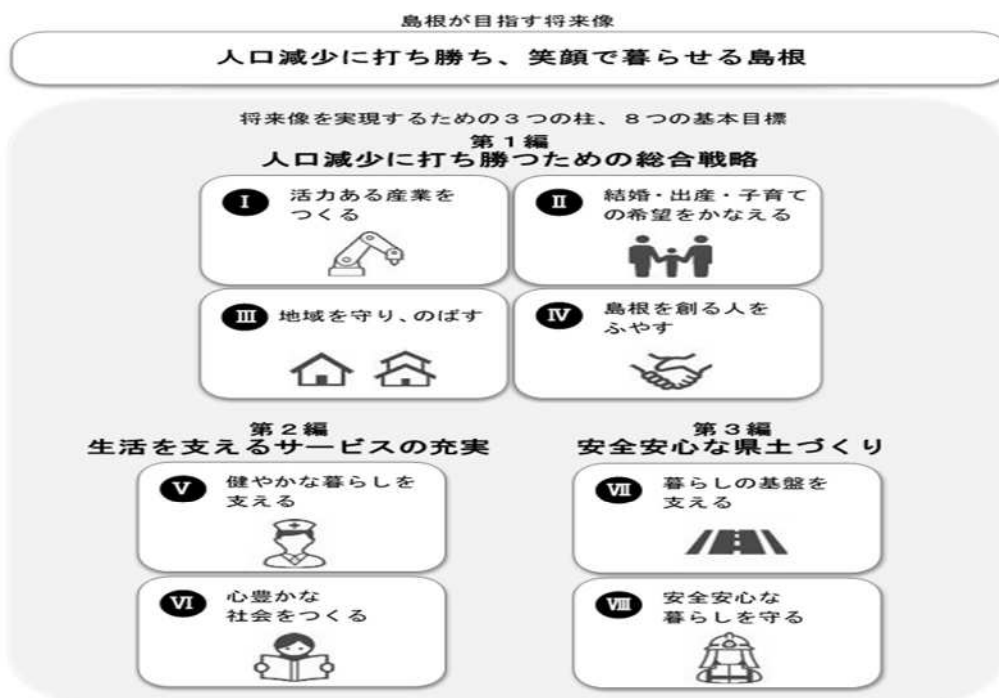 島根が目指す将来像
人口減少に打ち勝ち、笑顔で暮らせる島根
将来像を実現するための3つの柱、8つの基本目標
第1編
人口減少に打ち勝つための総合戦略
Ⅰ 活力ある産業を
つくる
Ⅱ 結婚・出産・子育て
の希望をかなえる
Ⅲ 地域を守り、のばす
Ⅳ 島根を創る人を
ふやす
第2編
生活を支えるサービスの充実
Ⅴ 健やかな暮らしを
支える
Ⅵ 心豊かな
社会をつくる
第3編
安全安心な県土づくり
Ⅶ 暮らしの基盤を
支える
Ⅷ 安全安心な
暮らしを守る